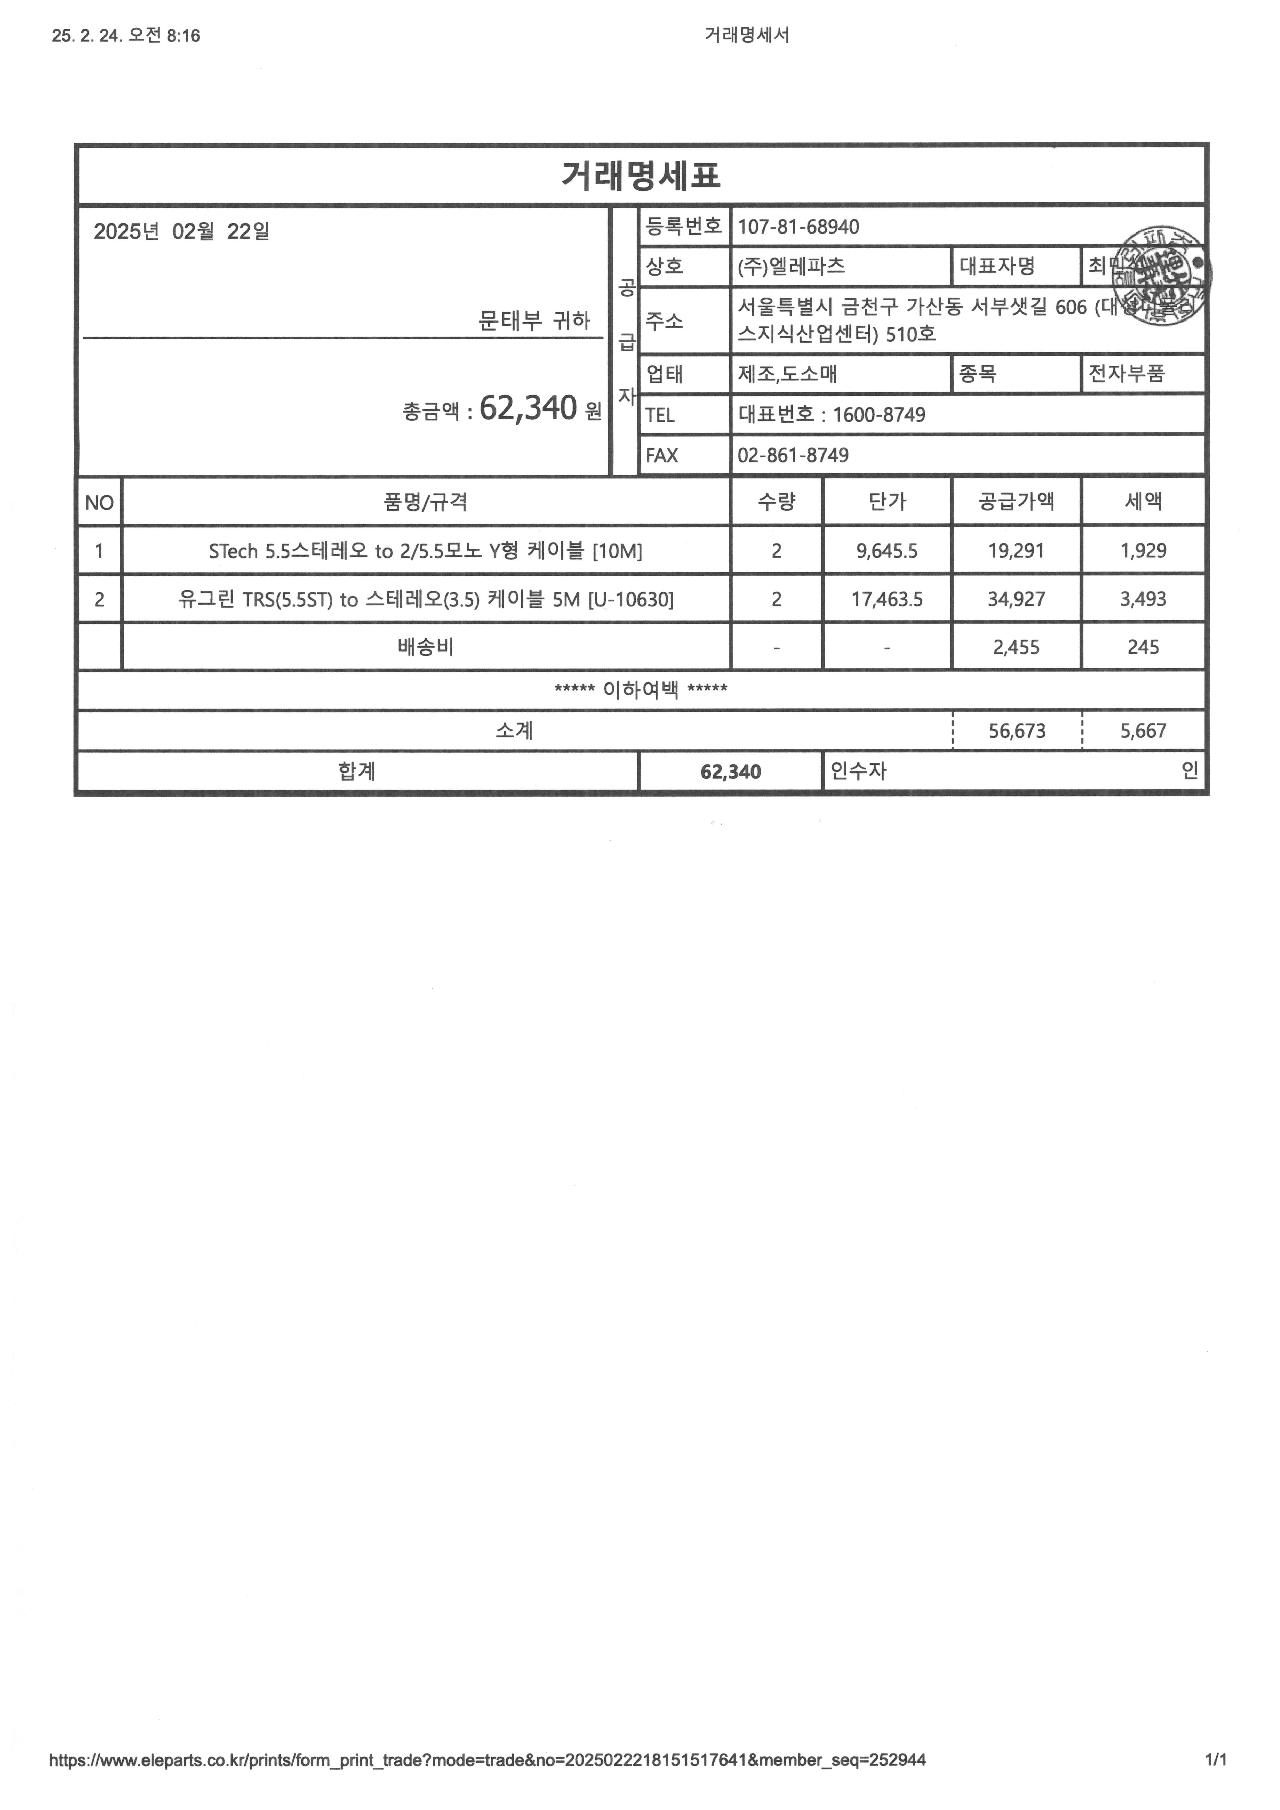 25. 2. 24. 오전 8:16
거래명세서
거래명세표
2025년 02월 22일
문태부 귀하
총금액 : 62,340 원
공급자
등록번호 107-81-68940
상호 (주)엘레파츠 대표자명 최
주소 서울특별시 금천구 가산동 서부샛길 606 (대
스지식산업센터) 510호
업태 제조,도소매 종목 전자부품
TEL 대표번호 : 1600-8749
FAX 02-861-8749
NO 품명/규격 수량 단가 공급가액 세액
1 STech 5.5스테레오 to 2/5.5모노 Y형 케이블 [10M] 2 9,645.5 19,291 1,929
2 유그린 TRS(5.5ST) to 스테레오(3.5) 케이블 5M [U-10630] 2 17,463.5 34,927 3,493
배송비 - - 2,455 245
***** 이하여백 *****
소계 56,673 5,667
합계 62,340 인수자 인
https://www.eleparts.co.kr/prints/form_print_trade?mode=trade&no=2025022218151517641&member_seq=252944
1/1